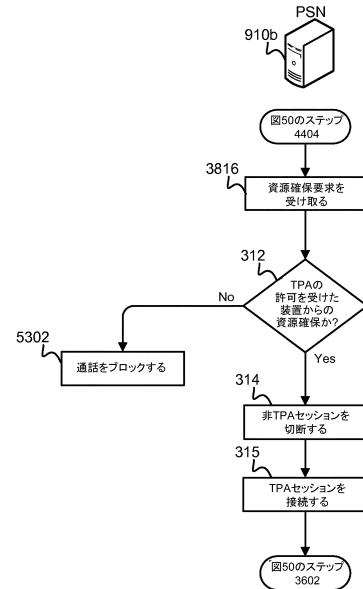 PSN
910b
図50のステップ
4404
3816
資源確保要求を
受け取る
312
TPAの
許可を受けた
装置からの
資源確保か?
No
Yes
5302
通話をブロックする
314
非TPAセッションを
切断する
315
TPAセッションを
接続する
図50のステップ
3602